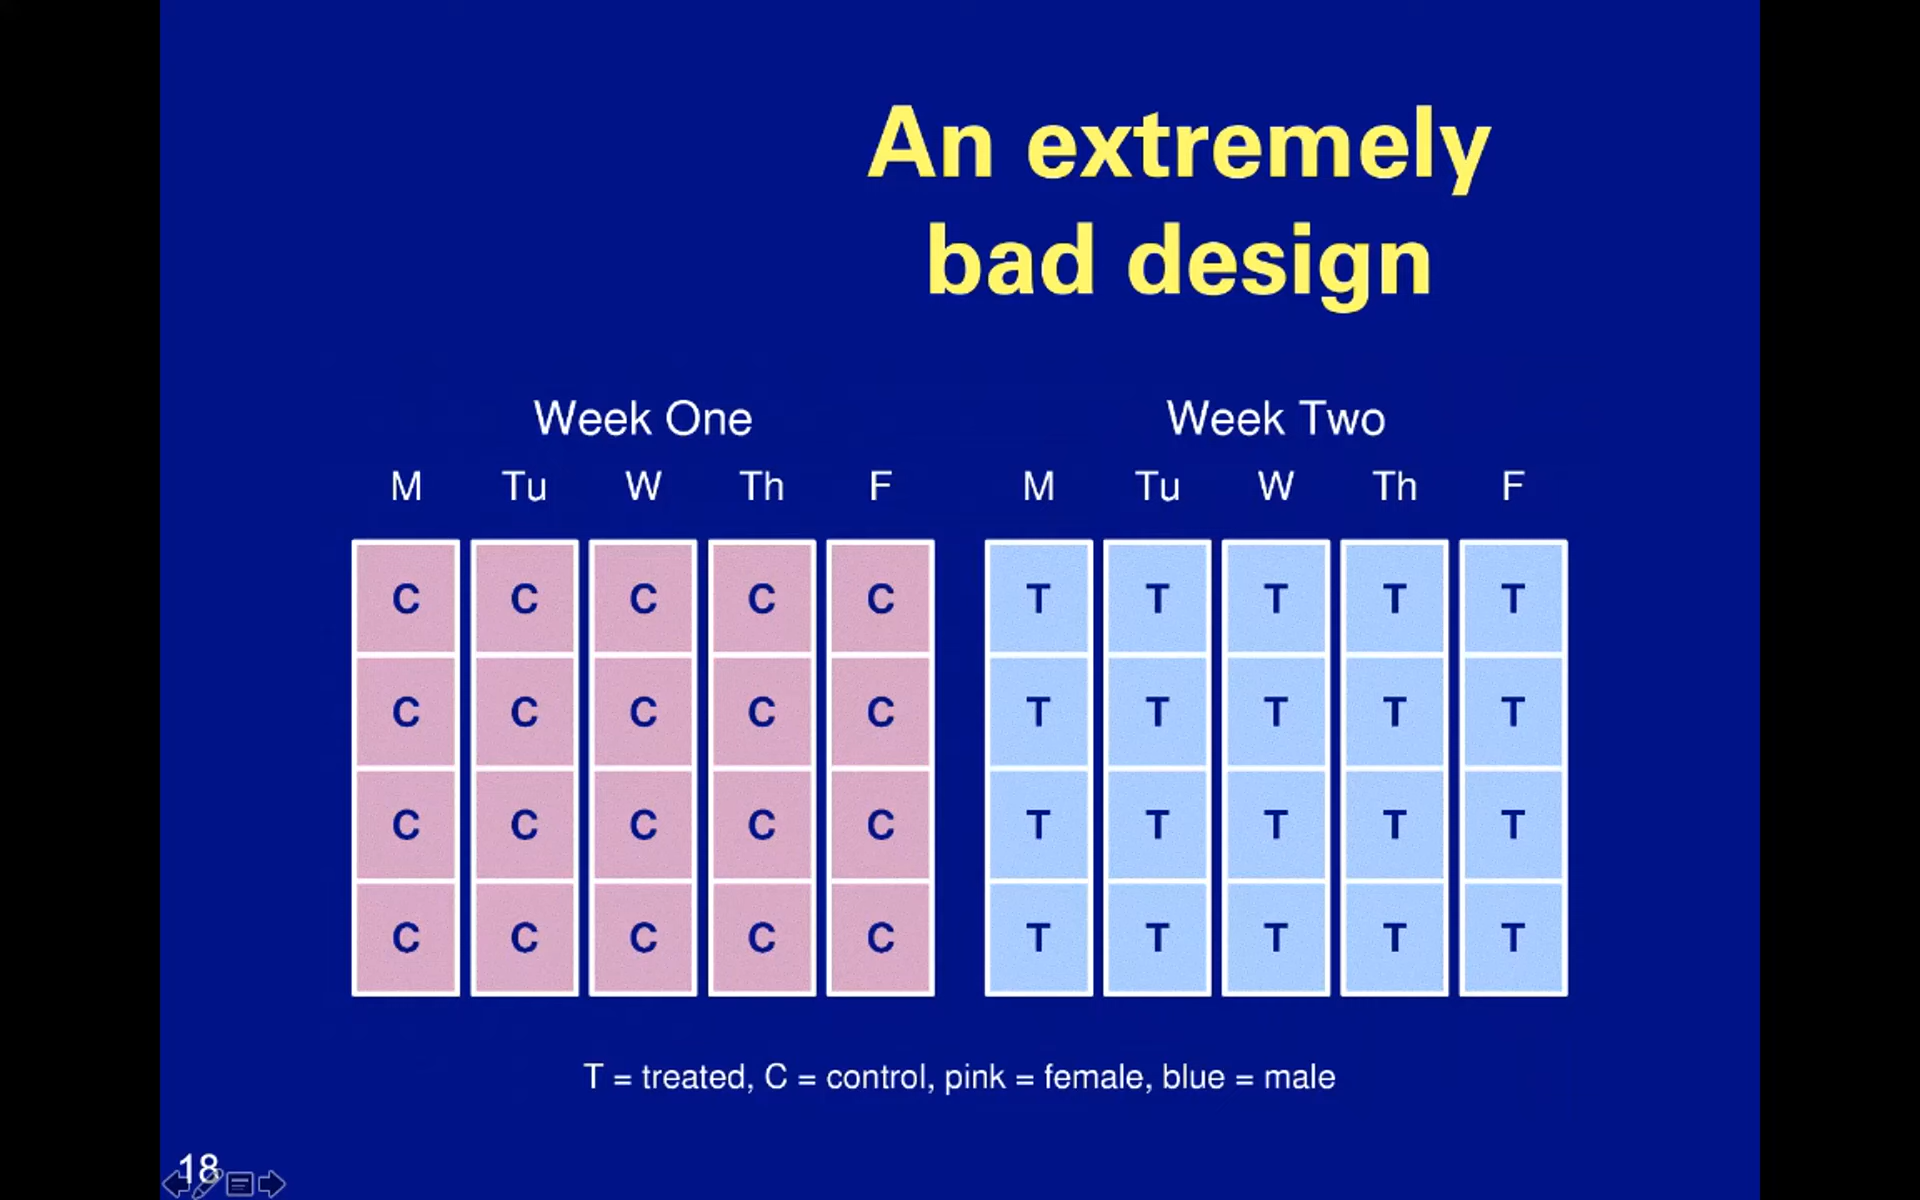 An extremely
bad design
Week One Week Two
M Tu W Th F M Tu W Th F
C C C C C T T T T T
C C C C C T T T T T
C C C C C T T T T T
C C C C C T T T T T
T = treated, C = control, pink = female, blue = male
18